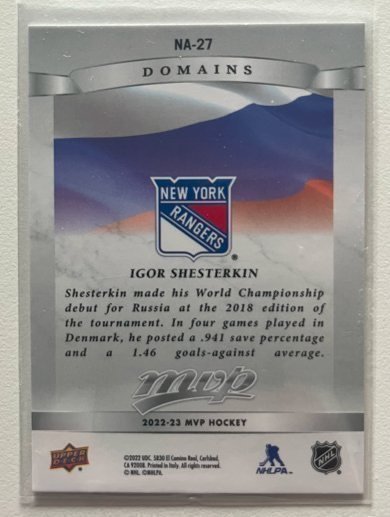 NA-27
DOMAINS
NEW YORK
RANGERS
®
IGOR SHESTERKIN
Shesterkin made his World Championship
debut for Russia at the 2018 edition of
the tournament. In four games played in
Denmark, he posted a .941 save percentage
and a 1.46 goals-against average.
mvp
2022-23 MVP HOCKEY
UPPER
DECK
©2022 UDC. 5830 El Camino Real, Carlsbad,
CA 92008. Printed in Italy. All rights reserved.
© NHL. ©NHLPA.
NHLPA
NHL